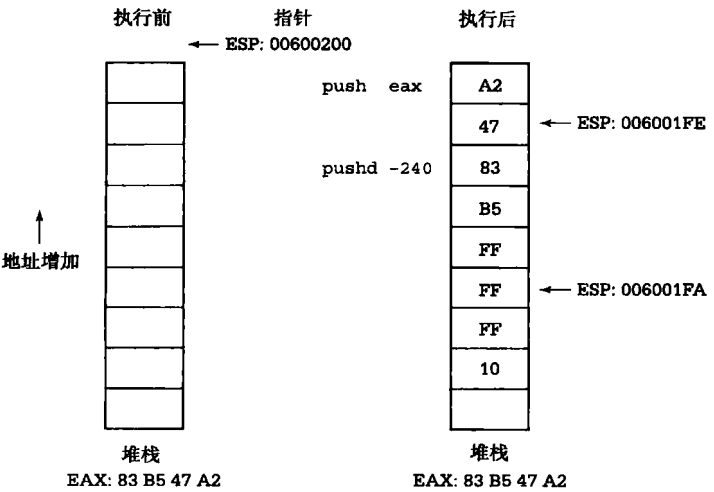 执行前 指针 执行后
ESP: 00600200
push eax A2
47 ESP: 006001FE
pushd -240 83
B5
地址增加 FF
FF ESP: 006001FA
FF
10
堆栈 堆栈
EAX: 83 B5 47 A2 EAX: 83 B5 47 A2